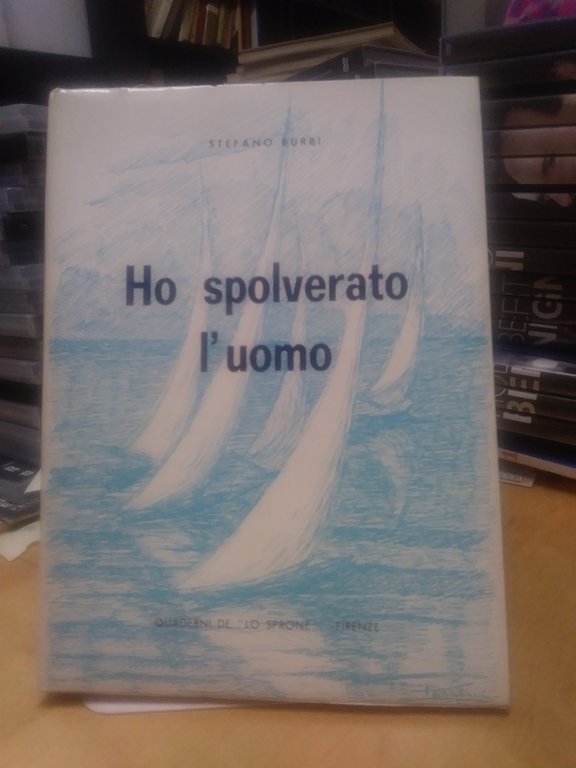 STEFANO BURBI
Ho spolverato
l'uomo
QUADERNI DE "LO SPRONE" FIRENZE